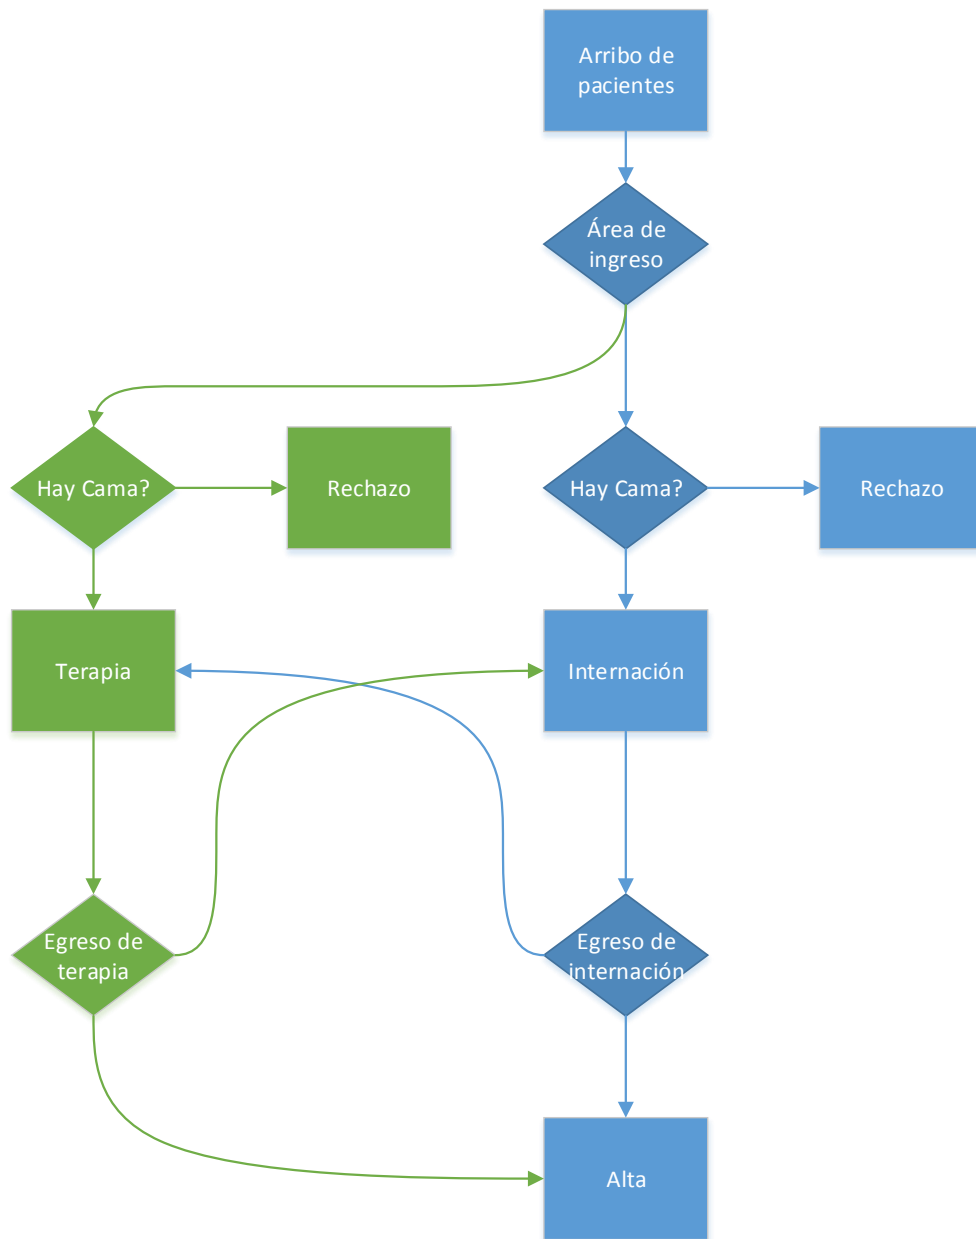 Arribo de
pacientes
Área de
ingreso
Hay Cama?
Rechazo
Hay Cama?
Rechazo
Terapia
Internación
Egreso de
terapia
Egreso de
internación
Alta